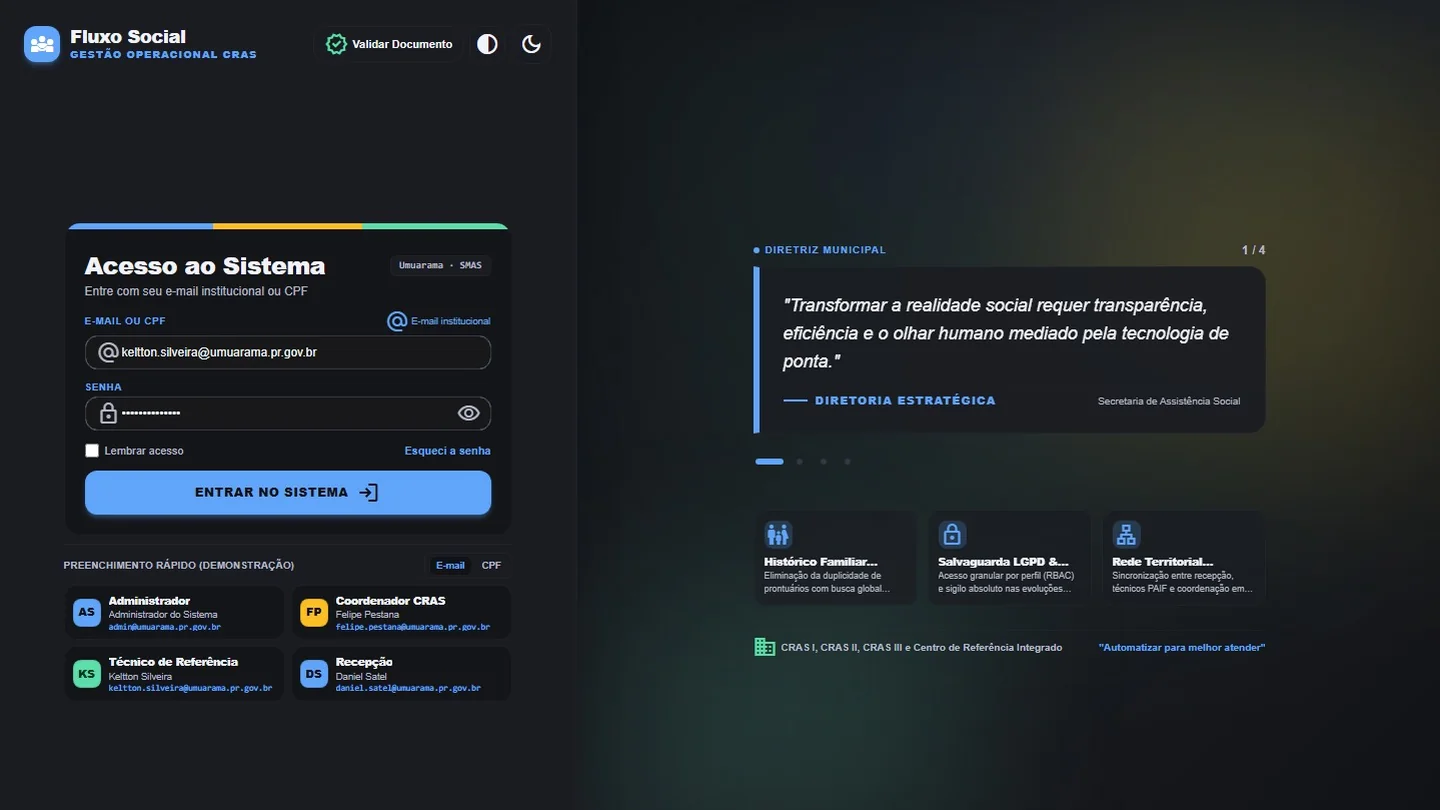 Fluxo Social
GESTÃO OPERACIONAL CRAS
Validar Documento
Acesso ao Sistema
Umuarama · SMAS
Entre com seu e-mail institucional ou CPF
E-MAIL OU CPF
E-mail institucional
keltton.silveira@umuarama.pr.gov.br
SENHA
••••••••••••••
Lembrar acesso
Esqueci a senha
ENTRAR NO SISTEMA
PREENCHIMENTO RÁPIDO (DEMONSTRAÇÃO)
E-mail
CPF
AS
Administrador
Administrador do Sistema
admin@umuarama.pr.gov.br
FP
Coordenador CRAS
Felipe Pestana
felipe.pestana@umuarama.pr.gov.br
KS
Técnico de Referência
Keltton Silveira
keltton.silveira@umuarama.pr.gov.br
DS
Recepção
Daniel Satel
daniel.satel@umuarama.pr.gov.br
DIRETRIZ MUNICIPAL
1 / 4
"Transformar a realidade social requer transparência,
eficiência e o olhar humano mediado pela tecnologia de
ponta."
DIRETORIA ESTRATÉGICA
Secretaria de Assistência Social
Histórico Familiar...
Eliminação da duplicidade de
prontuários com busca global...
Salvaguarda LGPD &...
Acesso granular por perfil (RBAC)
e sigilo absoluto nas evoluções...
Rede Territorial...
Sincronização entre recepção,
técnicos PAIF e coordenação em...
CRAS I, CRAS II, CRAS III e Centro de Referência Integrado
"Automatizar para melhor atender"